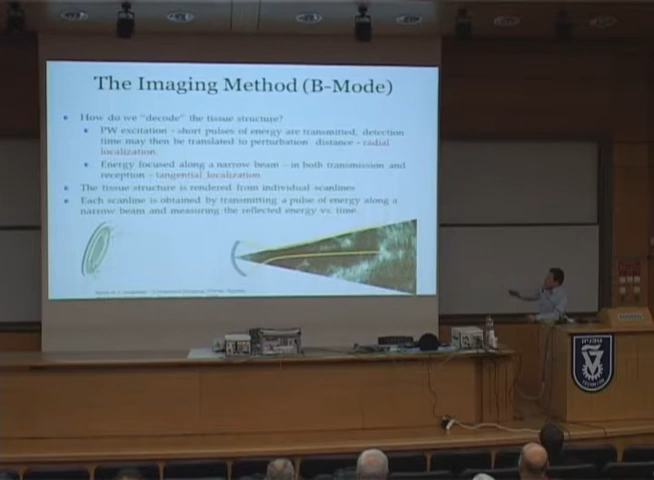 The Imaging Method (B-Mode)
How do we "decode" the tissue structure?
PW excitation - short pulses of energy are transmitted, detection
time may then be translated to perturbation distance - radial
localization.
Energy focused along a narrow beam - in both transmission and
reception - tangential localization
The tissue structure is rendered from individual scanlines
Each scanline is obtained by transmitting a pulse of energy along a
narrow beam and measuring the reflected energy vs. time
TECHNION